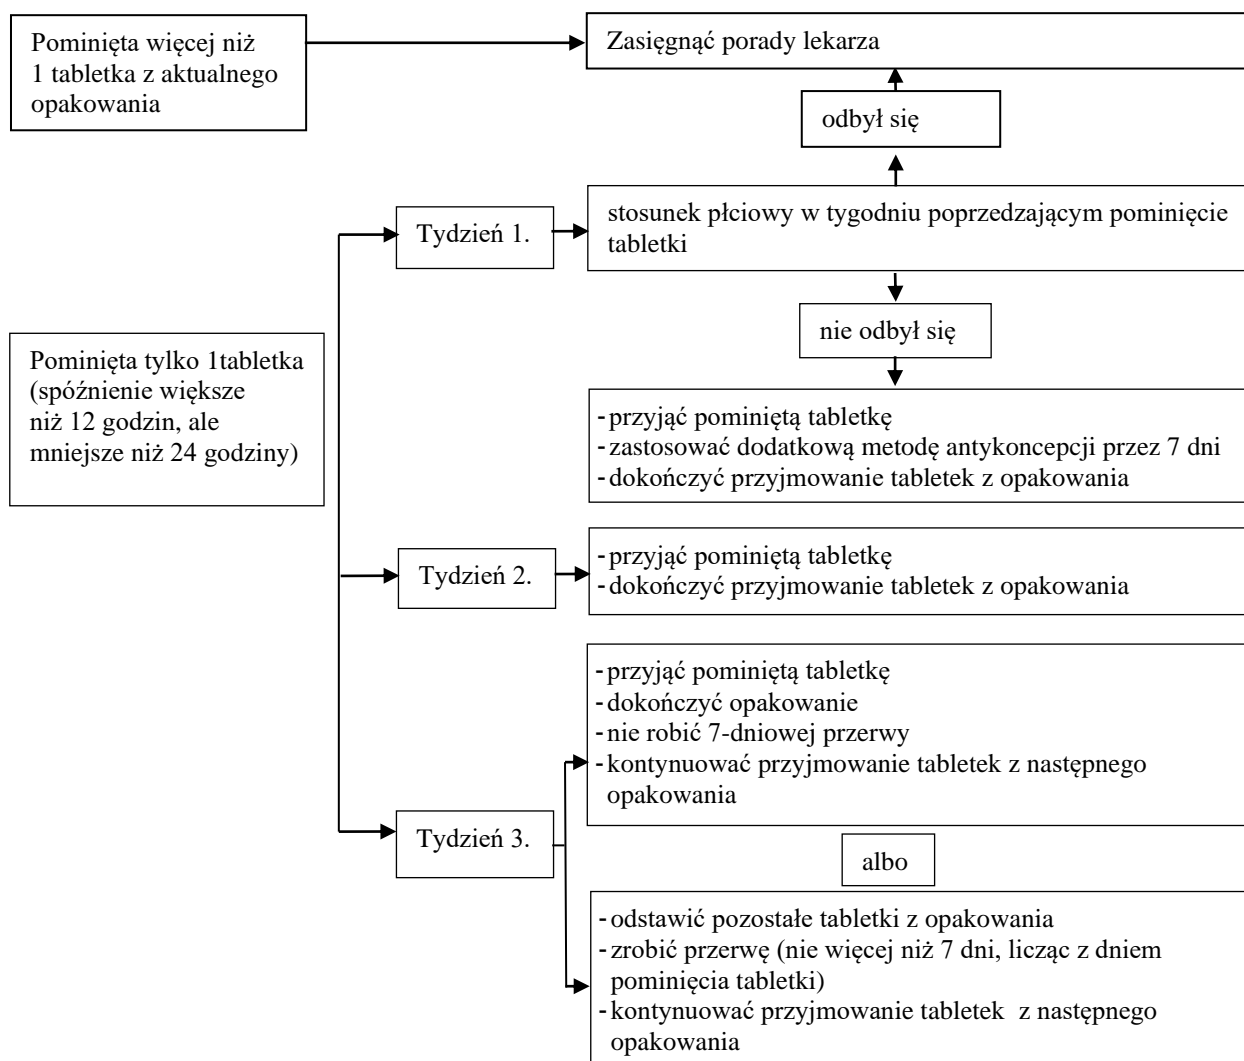 Pominięta więcej niż
1 tabletka z aktualnego
opakowania
Zasięgnąć porady lekarza
odbył się
stosunek płciowy w tygodniu poprzedzającym pominięcie
tabletki
Tydzień 1.
nie odbył się
Pominięta tylko 1tabletka
(spóźnienie większe
niż 12 godzin, ale
mniejsze niż 24 godziny)
- przyjąć pominiętą tabletkę
- zastosować dodatkową metodę antykoncepcji przez 7 dni
- dokończyć przyjmowanie tabletek z opakowania
Tydzień 2.
- przyjąć pominiętą tabletkę
- dokończyć przyjmowanie tabletek z opakowania
Tydzień 3.
- przyjąć pominiętą tabletkę
- dokończyć opakowanie
- nie robić 7-dniowej przerwy
- kontynuować przyjmowanie tabletek z następnego
opakowania
albo
- odstawić pozostałe tabletki z opakowania
- zrobić przerwę (nie więcej niż 7 dni, licząc z dniem
pominięcia tabletki)
- kontynuować przyjmowanie tabletek z następnego
opakowania